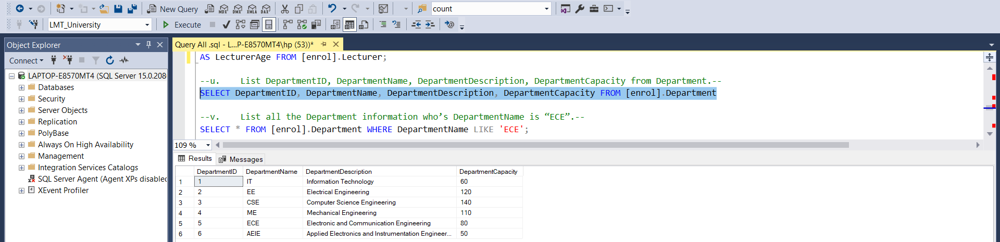 New Query MDX DMX XMLA DAX count
LMT_University Execute
Object Explorer
Connect
LAPTOP-E8570MT4 (SQL Server 15.0.208
Databases
Security
Server Objects
Replication
PolyBase
Always On High Availability
Management
Integration Services Catalogs
SQL Server Agent (Agent XPs disabled
XEvent Profiler
Query All .sql - L...P-E8570MT4\hp (53))*
AS LecturerAge FROM [enrol].Lecturer;
--u. List DepartmentID, DepartmentName, DepartmentDescription, DepartmentCapacity from Department.--
SELECT DepartmentID, DepartmentName, DepartmentDescription, DepartmentCapacity FROM [enrol].Department
--v. List all the Department information who’s DepartmentName is “ECE”.--
SELECT * FROM [enrol].Department WHERE DepartmentName LIKE 'ECE';
109 %
Results Messages
DepartmentID DepartmentName DepartmentDescription DepartmentCapacity
1 1 IT Information Technology 60
2 2 EE Electrical Engineering 120
3 3 CSE Computer Science Engineering 140
4 4 ME Mechanical Engineering 110
5 5 ECE Electronic and Communication Engineering 80
6 6 AEIE Applied Electronics and Instrumentation Engineer... 50